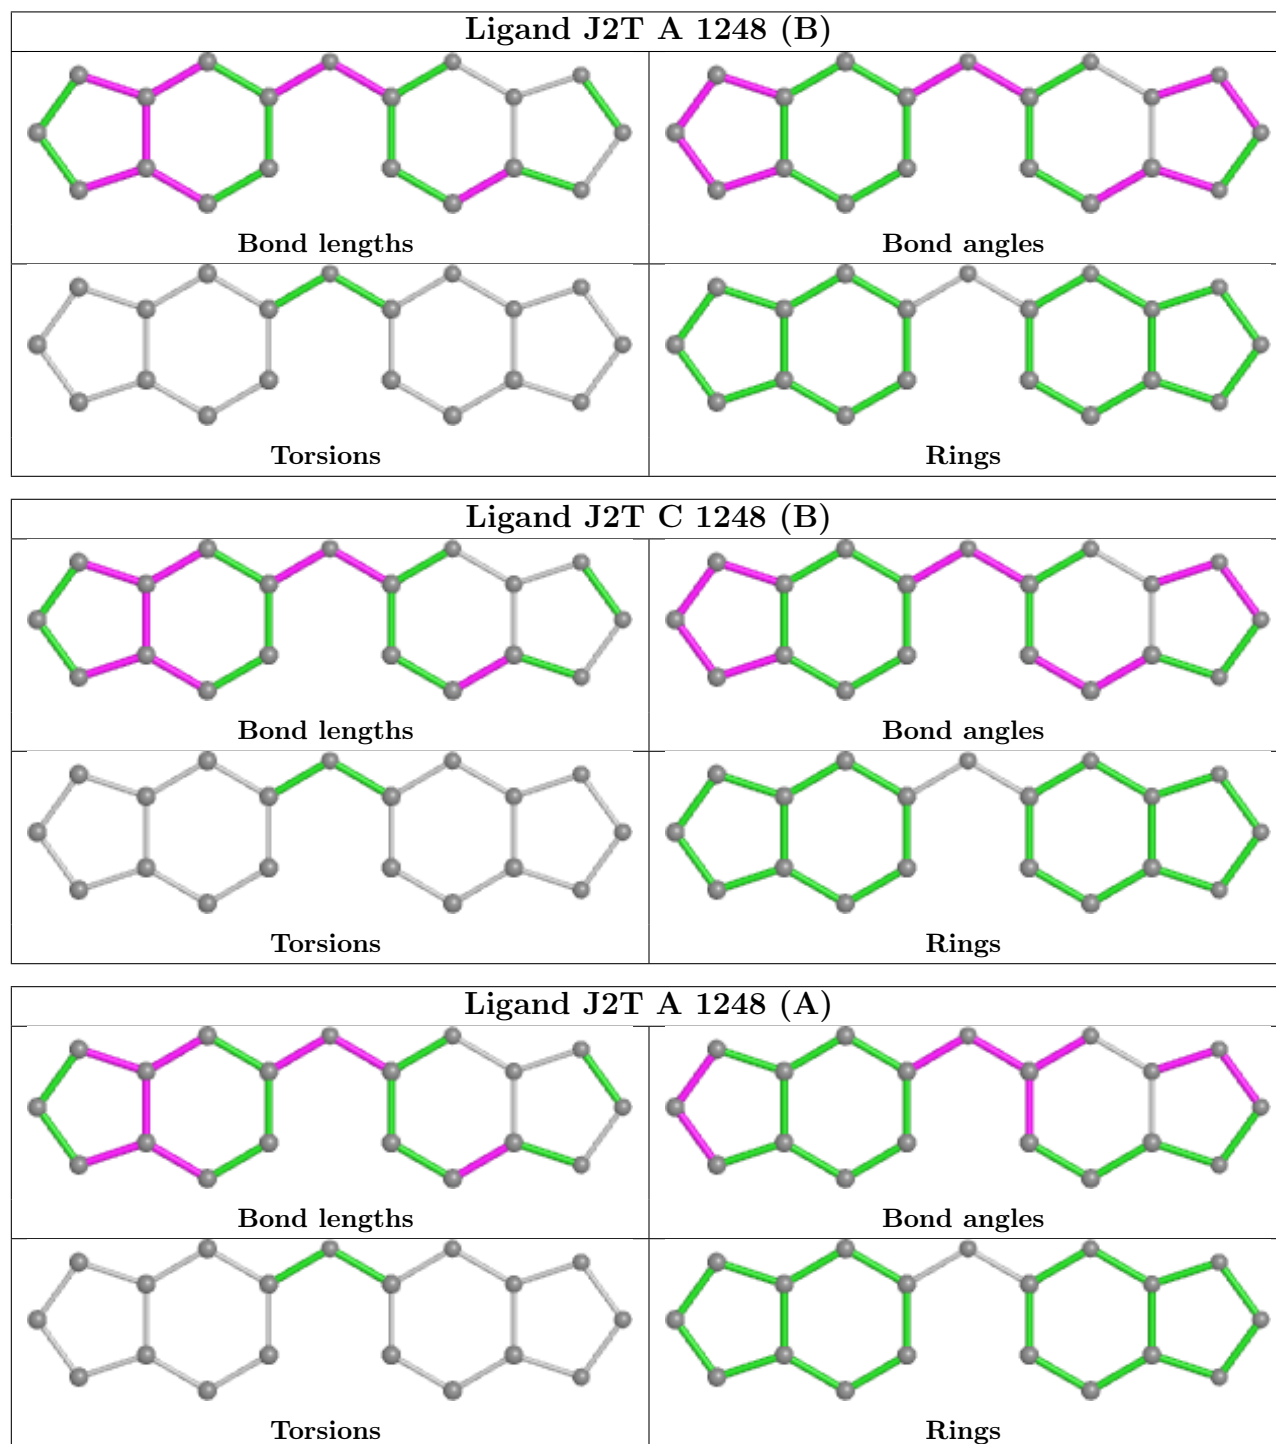 Ligand J2T A 1248 (B)
Bond lengths
Bond angles
Torsions
Rings
Ligand J2T C 1248 (B)
Bond lengths
Bond angles
Torsions
Rings
Ligand J2T A 1248 (A)
Bond lengths
Bond angles
Torsions
Rings